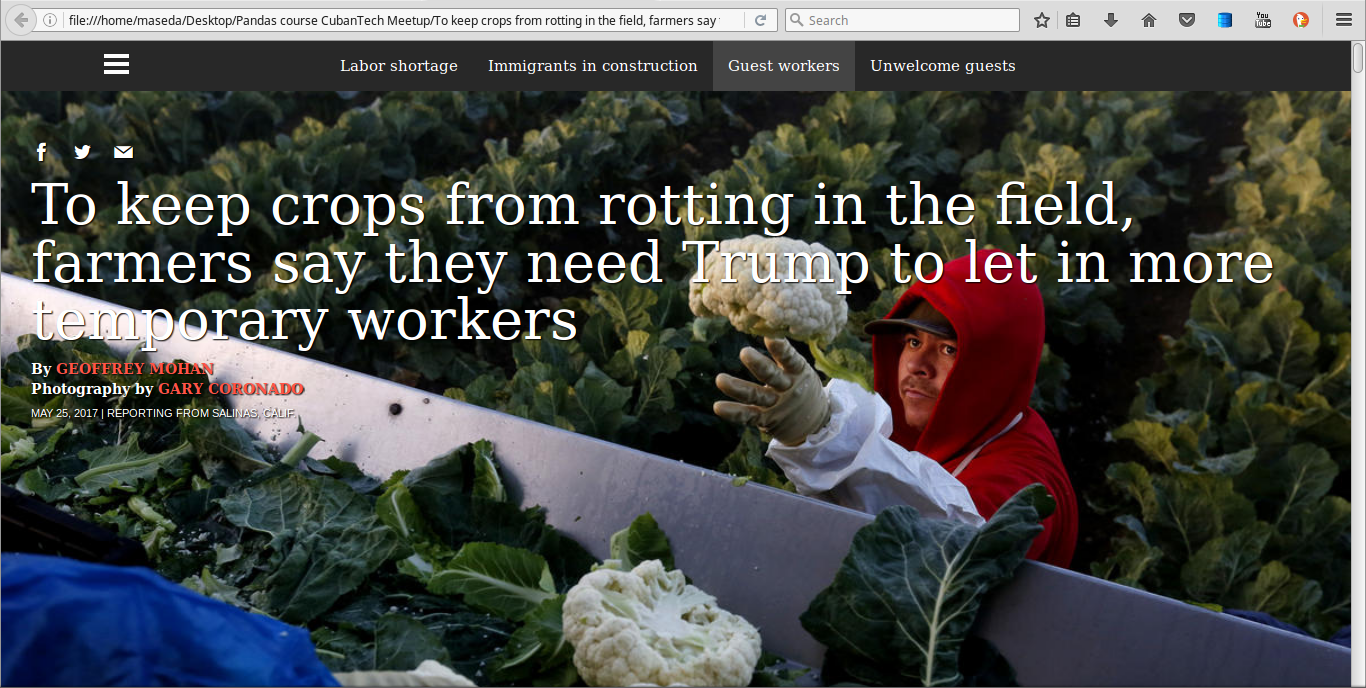 file:///home/maseda/Desktop/Pandas course CubanTech Meetup/To keep crops from rotting in the field, farmers say
Search
You
Tube
Labor shortage Immigrants in construction Guest workers Unwelcome guests
To keep crops from rotting in the field,
farmers say they need Trump to let in more
temporary workers
By GEOFFREY MOHAN
Photography by GARY CORONADO
MAY 25, 2017 | REPORTING FROM SALINAS, CALIF.